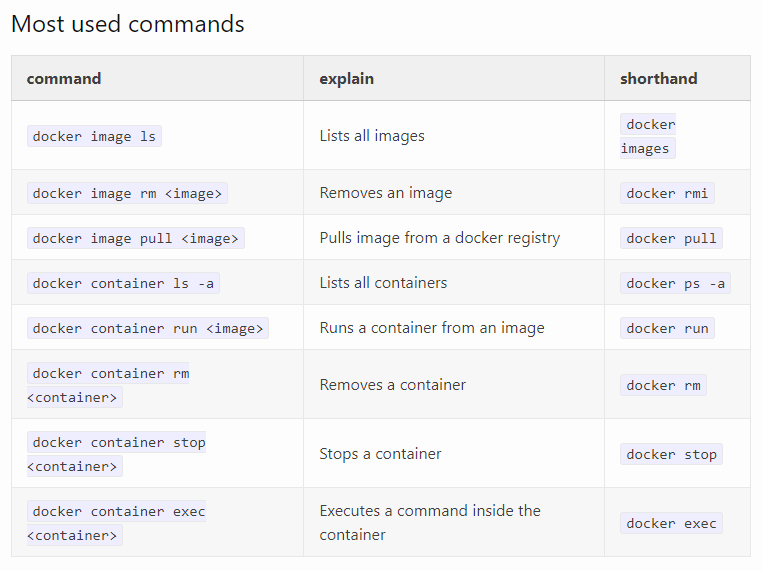 Most used commands
command explain shorthand
docker image ls Lists all images docker
images
docker image rm <image> Removes an image docker rmi
docker image pull <image> Pulls image from a docker registry docker pull
docker container ls -a Lists all containers docker ps -a
docker container run <image> Runs a container from an image docker run
docker container rm
<container> Removes a container docker rm
docker container stop
<container> Stops a container docker stop
docker container exec
<container> Executes a command inside the
container docker exec